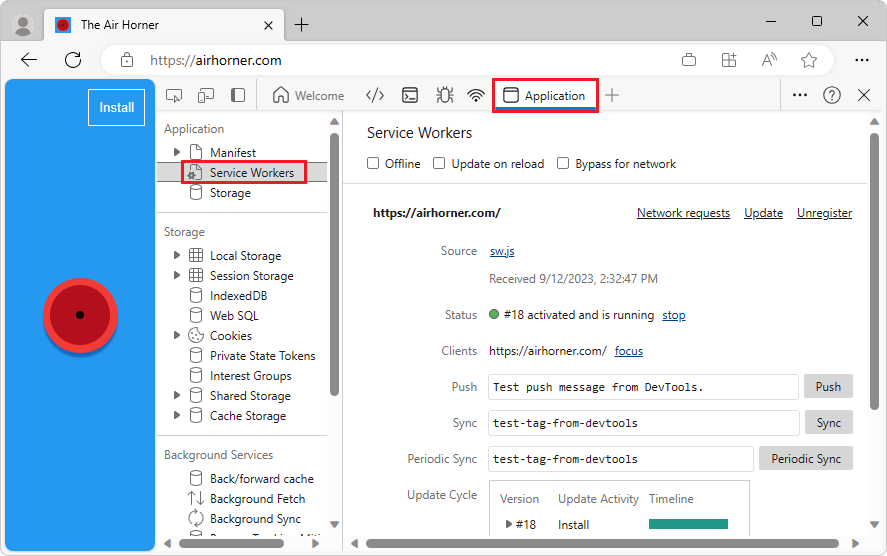 The Air Horner
https://airhorner.com
Install
Welcome
Application
Application
Manifest
Service Workers
Storage
Storage
Local Storage
Session Storage
IndexedDB
Web SQL
Cookies
Private State Tokens
Interest Groups
Shared Storage
Cache Storage
Background Services
Back/forward cache
Background Fetch
Background Sync
Service Workers
Offline
Update on reload
Bypass for network
https://airhorner.com/
Network requests Update Unregister
Source sw.js
Received 9/12/2023, 2:32:47 PM
Status #18 activated and is running stop
Clients https://airhorner.com/ focus
Push Test push message from DevTools. Push
Sync test-tag-from-devtools Sync
Periodic Sync test-tag-from-devtools Periodic Sync
Update Cycle Version Update Activity Timeline
#18 Install